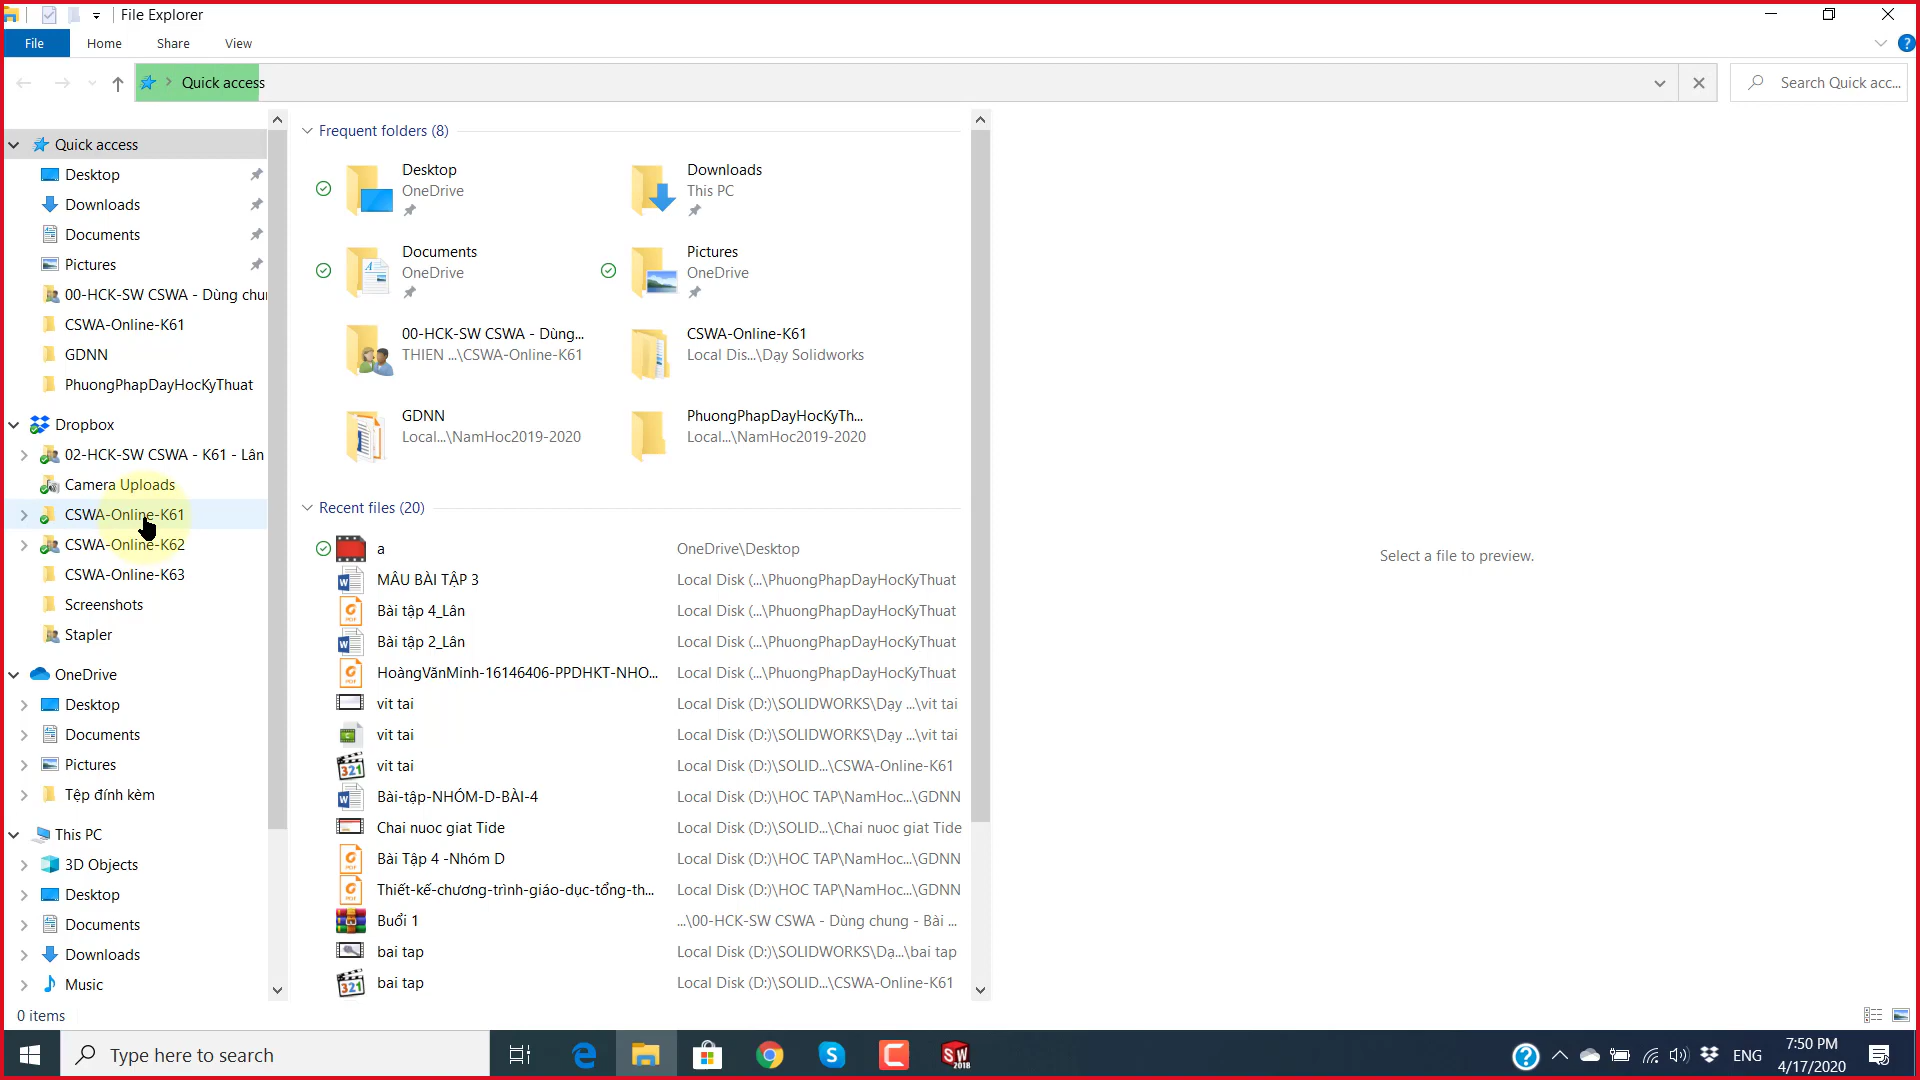 File Explorer
File
Home
Share
View
Quick access
Search Quick acc...
Quick access
Desktop
Downloads
Documents
Pictures
00-HCK-SW CSWA - Dùng chu
CSWA-Online-K61
GDNN
PhuongPhapDayHocKyThuat
Dropbox
02-HCK-SW CSWA - K61 - Lân
Camera Uploads
CSWA-Online-K61
CSWA-Online-K62
CSWA-Online-K63
Screenshots
Stapler
OneDrive
Desktop
Documents
Pictures
Tệp đính kèm
This PC
3D Objects
Desktop
Documents
Downloads
Music
Frequent folders (8)
Desktop
OneDrive
Downloads
This PC
Documents
OneDrive
Pictures
OneDrive
00-HCK-SW CSWA - Dùng...
THIEN ...\CSWA-Online-K61
CSWA-Online-K61
Local Dis...\Dạy Solidworks
GDNN
Local...\NamHoc2019-2020
PhuongPhapDayHocKyTh...
Local...\NamHoc2019-2020
Recent files (20)
a OneDrive\Desktop
MẪU BÀI TẬP 3 Local Disk (...\PhuongPhapDayHocKyThuat
Bài tập 4_Lân Local Disk (...\PhuongPhapDayHocKyThuat
Bài tập 2_Lân Local Disk (...\PhuongPhapDayHocKyThuat
HoàngVănMinh-16146406-PPDHKT-NHO... Local Disk (...\PhuongPhapDayHocKyThuat
vit tai Local Disk (D:)\SOLIDWORKS\Dạy ...\vit tai
vit tai Local Disk (D:)\SOLIDWORKS\Dạy ...\vit tai
vit tai Local Disk (D:)\SOLID...\CSWA-Online-K61
Bài-tập-NHÓM-D-BÀI-4 Local Disk (D:)\HOC TAP\NamHoc...\GDNN
Chai nuoc giat Tide Local Disk (D:)\SOLID...\Chai nuoc giat Tide
Bài Tập 4 -Nhóm D Local Disk (D:)\HOC TAP\NamHoc...\GDNN
Thiết-kế-chương-trình-giáo-dục-tổng-th... Local Disk (D:)\HOC TAP\NamHoc...\GDNN
Buổi 1 ...\00-HCK-SW CSWA - Dùng chung - Bài ...
bai tap Local Disk (D:)\SOLIDWORKS\Dạ...\bai tap
bai tap Local Disk (D:)\SOLID...\CSWA-Online-K61
Select a file to preview.
0 items
Type here to search
SW
2018
ENG
7:50 PM
4/17/2020